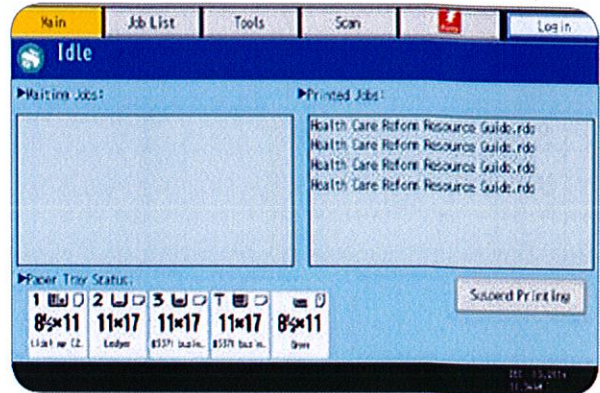 Main
Job List
Tools
Scan
Login
Idle
▶Waiting Jobs:
▶Printed Jobs:
Health Care Reform Resource Guide.rdo
Health Care Reform Resource Guide.rdo
Health Care Reform Resource Guide.rdo
Health Care Reform Resource Guide.rdo
▶Paper Tray Status:
1 2 3 T
8½×11 11×17 11×17 11×17 8½×11
Ledger
Suspend Printing